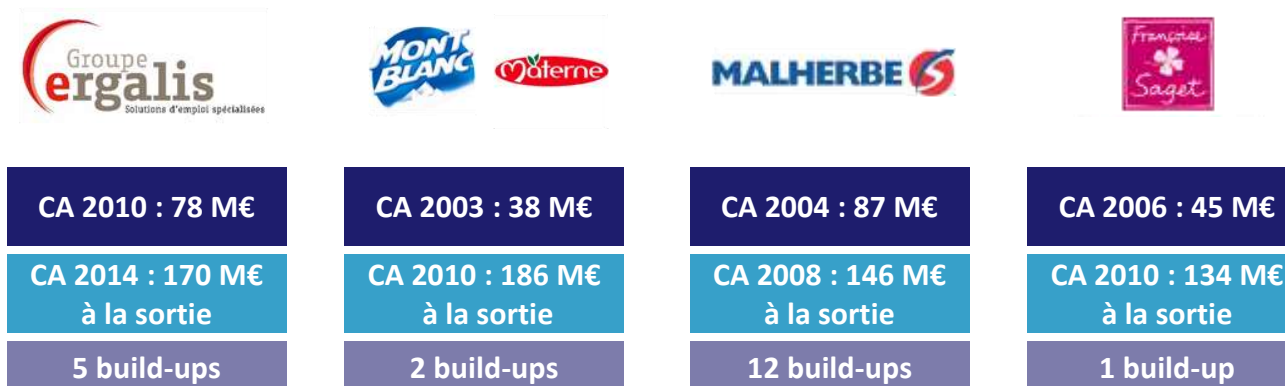 Groupe
ergalis
Solutions d'emploi spécialisées
MONT
BLANC
Materne
MALHERBE
Françoise
Saget
CA 2010 : 78 M€
CA 2003 : 38 M€
CA 2004 : 87 M€
CA 2006 : 45 M€
CA 2014 : 170 M€
à la sortie
CA 2010 : 186 M€
à la sortie
CA 2008 : 146 M€
à la sortie
CA 2010 : 134 M€
à la sortie
5 build-ups
2 build-ups
12 build-ups
1 build-up